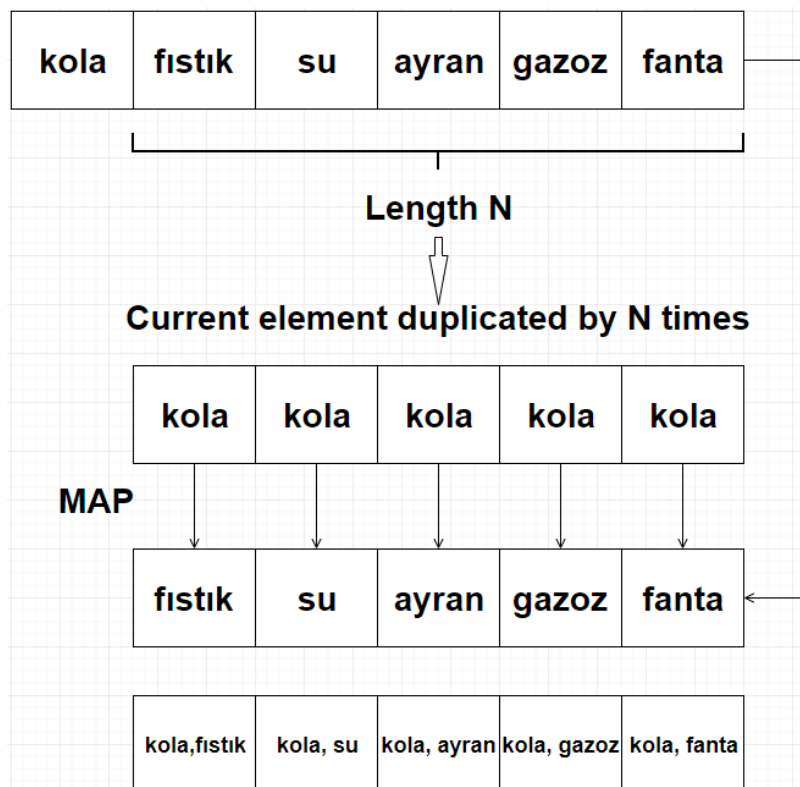 kola fıstık su ayran gazoz fanta
Length N
Current element duplicated by N times
kola kola kola kola kola
MAP
fıstık su ayran gazoz fanta
kola,fıstık kola, su kola, ayran kola, gazoz kola, fanta